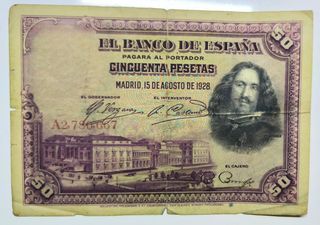 50
50
EL BANCO DE ESPAÑA
PAGARÁ AL PORTADOR
CINCUENTA PESETAS
MADRID, 15 DE AGOSTO DE 1928
EL GOBERNADOR
EL INTERVENTOR
EL CAJERO
50
50